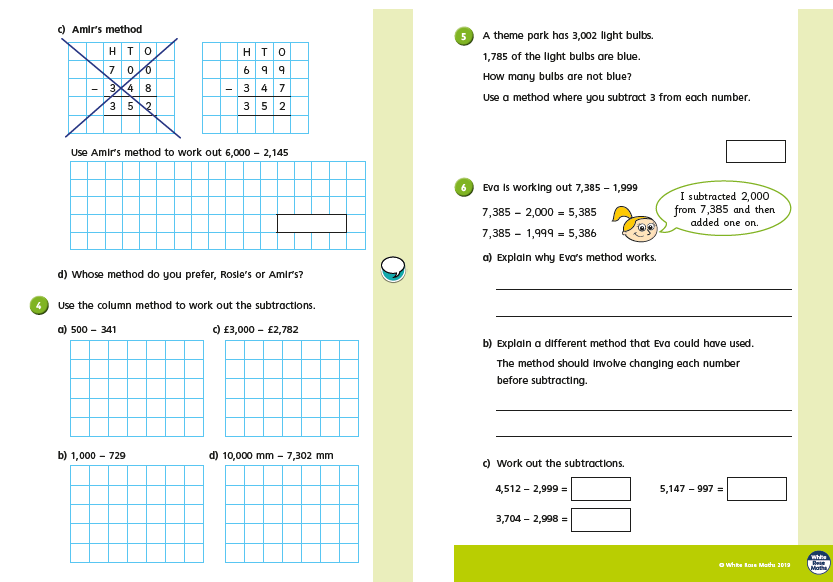 c) Amir's method
H T O
7 0 0
– 3 4 8
3 5 2
H T O
6 9 9
– 3 4 7
3 5 2
Use Amir's method to work out 6,000 – 2,145
d) Whose method do you prefer, Rosie's or Amir's?
4 Use the column method to work out the subtractions.
a) 500 – 341
c) £3,000 – £2,782
b) 1,000 – 729
d) 10,000 mm – 7,302 mm
5 A theme park has 3,002 light bulbs.
1,785 of the light bulbs are blue.
How many bulbs are not blue?
Use a method where you subtract 3 from each number.
6 Eva is working out 7,385 – 1,999
7,385 – 2,000 = 5,385
7,385 – 1,999 = 5,386
I subtracted 2,000
from 7,385 and then
added one on.
a) Explain why Eva's method works.
b) Explain a different method that Eva could have used.
The method should involve changing each number
before subtracting.
c) Work out the subtractions.
4,512 – 2,999 =
5,147 – 997 =
3,704 – 2,998 =
© White Rose Maths 2019
White
Rose
Maths